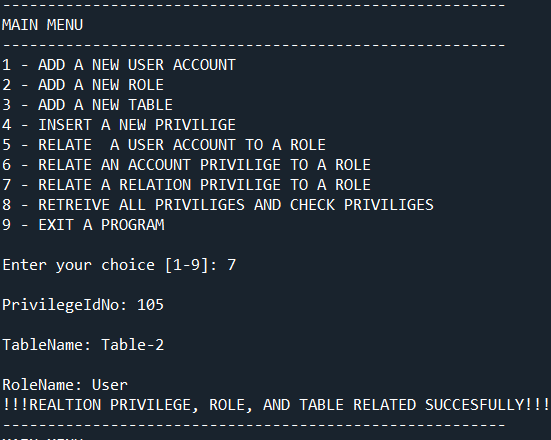 --------------------------------------------------------
MAIN MENU
--------------------------------------------------------
1 - ADD A NEW USER ACCOUNT
2 - ADD A NEW ROLE
3 - ADD A NEW TABLE
4 - INSERT A NEW PRIVILIGE
5 - RELATE  A USER ACCOUNT TO A ROLE
6 - RELATE AN ACCOUNT PRIVILIGE TO A ROLE
7 - RELATE A RELATION PRIVILIGE TO A ROLE
8 - RETREIVE ALL PRIVILIGES AND CHECK PRIVILIGES
9 - EXIT A PROGRAM
Enter your choice [1-9]: 7
PrivilegeIdNo: 105
TableName: Table-2
RoleName: User
!!!REALTION PRIVILEGE, ROLE, AND TABLE RELATED SUCCESFULLY!!!
--------------------------------------------------------
MAIN MENU